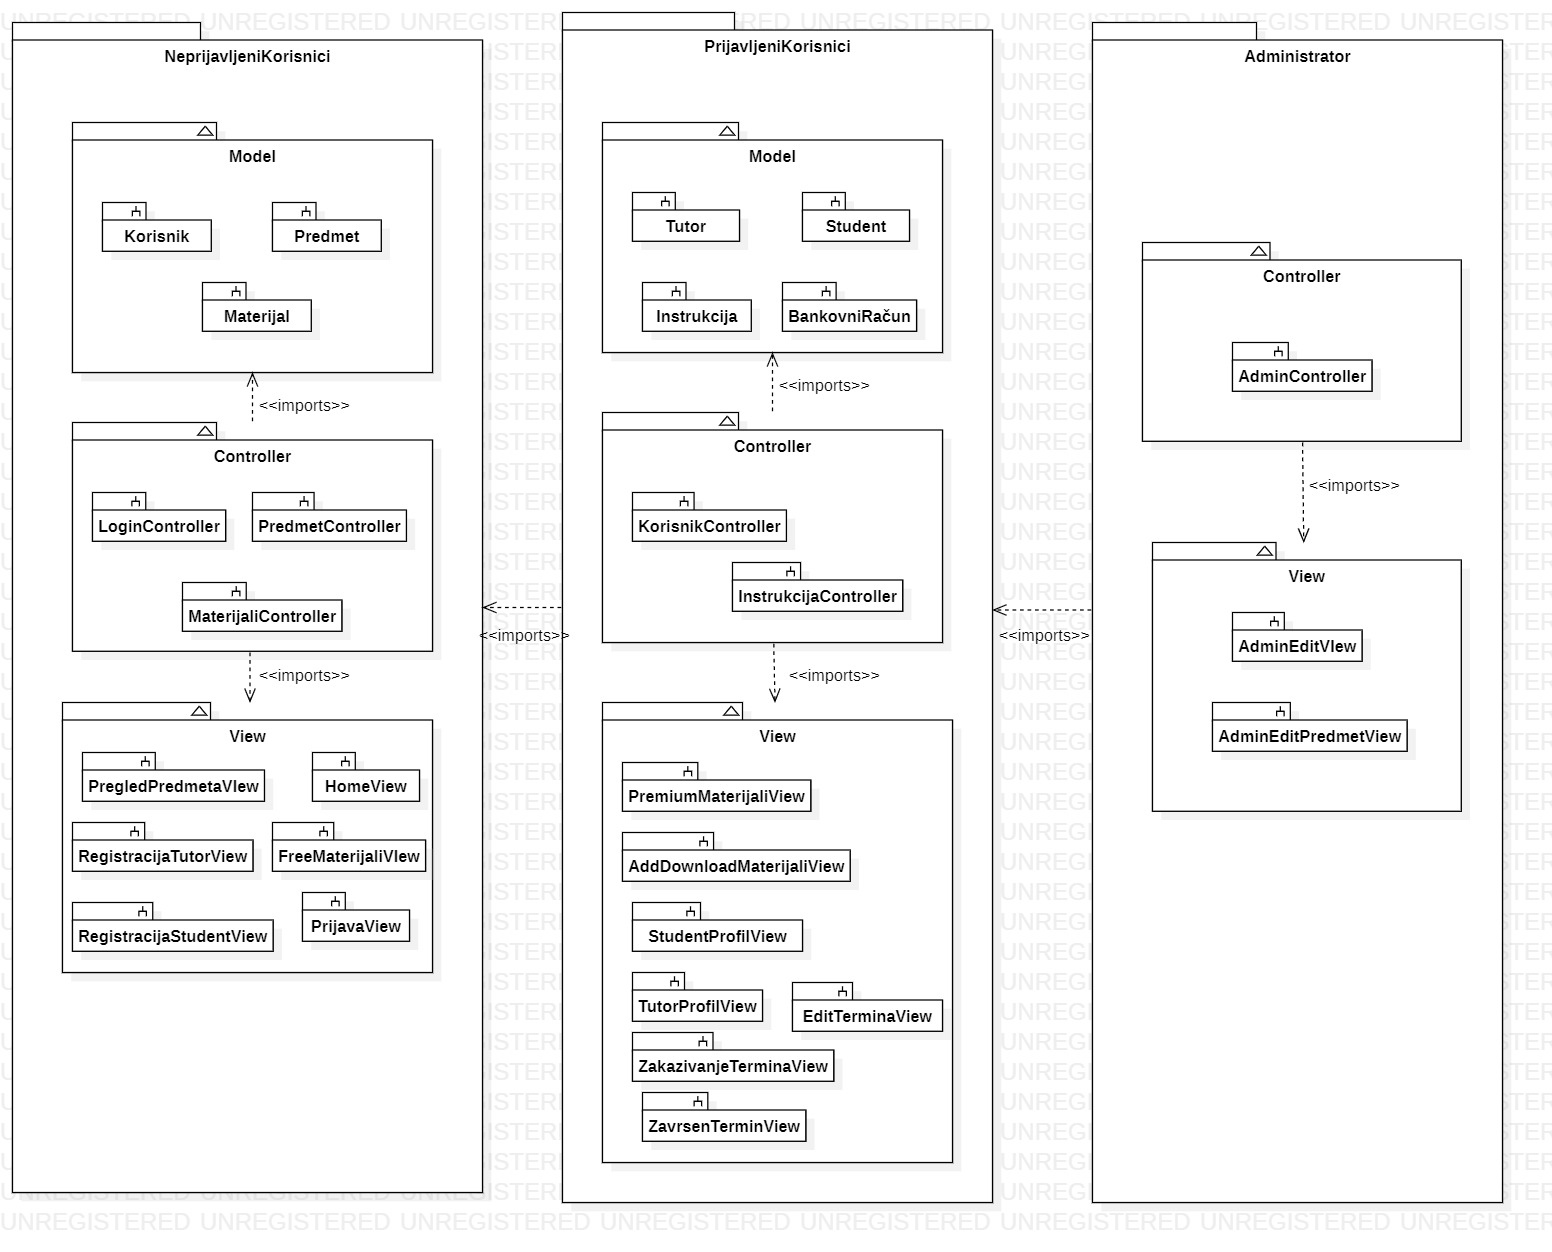 NeprijavljeniKorisnici
Model
Korisnik
Predmet
Materijal
<<imports>>
Controller
LoginController
PredmetController
MaterijaliController
<<imports>>
View
PregledPredmetaVIew
HomeView
RegistracijaTutorView
FreeMaterijaliVIew
RegistracijaStudentView
PrijavaView
<<imports>>
PrijavljeniKorisnici
Model
Tutor
Student
Instrukcija
BankovniRačun
<<imports>>
Controller
KorisnikController
InstrukcijaController
<<imports>>
View
PremiumMaterijaliView
AddDownloadMaterijaliView
StudentProfilView
TutorProfilView
EditTerminaView
ZakazivanjeTerminaView
ZavrsenTerminView
<<imports>>
Administrator
Controller
AdminController
<<imports>>
View
AdminEditVIew
AdminEditPredmetView
UNREGISTERED UNREGISTERED UNREGISTERED UNREGISTERED UNREGISTERED UNREGISTERED UNREGISTERED